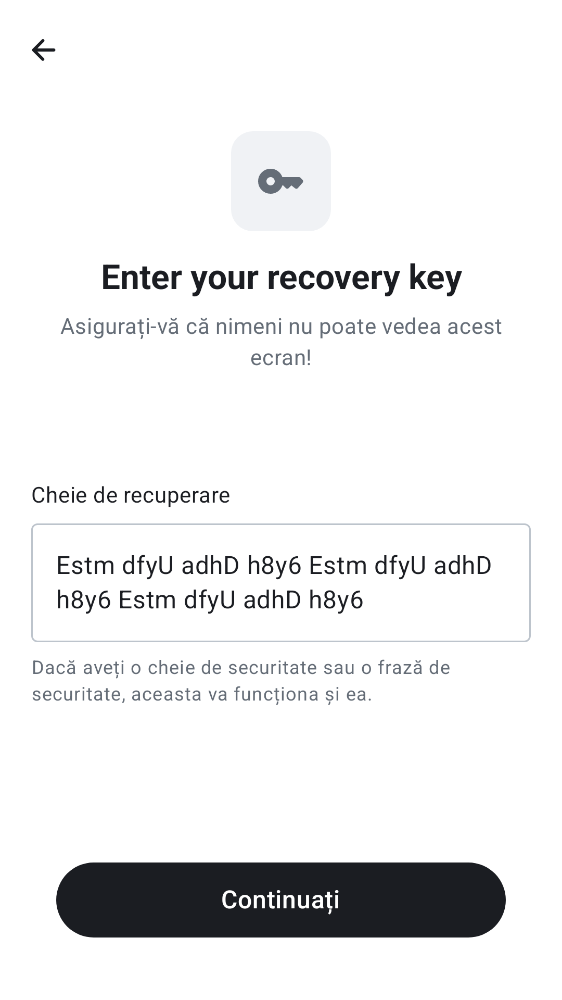 Enter your recovery key
Asigurați-vă că nimeni nu poate vedea acest
ecran!
Cheie de recuperare
Estm dfyU adhD h8y6 Estm dfyU adhD
h8y6 Estm dfyU adhD h8y6
Dacă aveți o cheie de securitate sau o frază de
securitate, aceasta va funcționa și ea.
Continuați